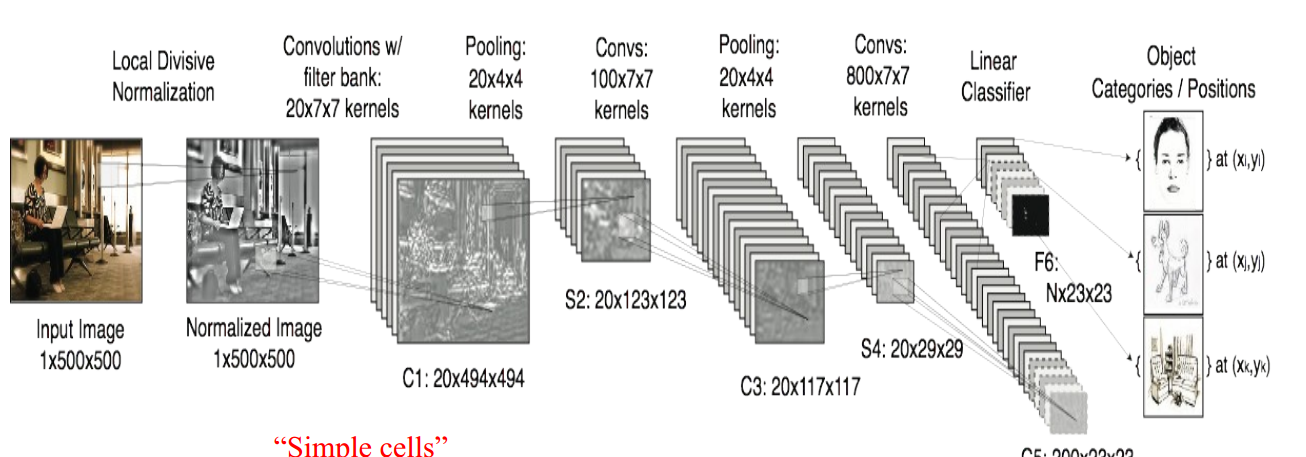 Local Divisive
Normalization
Convolutions w/
filter bank:
20x7x7 kernels
Pooling:
20x4x4
kernels
Convs:
100x7x7
kernels
Pooling:
20x4x4
kernels
Convs:
800x7x7
kernels
Linear
Classifier
Object
Categories / Positions
{ } at (xi,yi)
{ } at (xj,yj)
{ } at (xk,yk)
Input Image
1x500x500
Normalized Image
1x500x500
C1: 20x494x494
S2: 20x123x123
C3: 20x117x117
S4: 20x29x29
F6:
Nx23x23
“Simple cells”